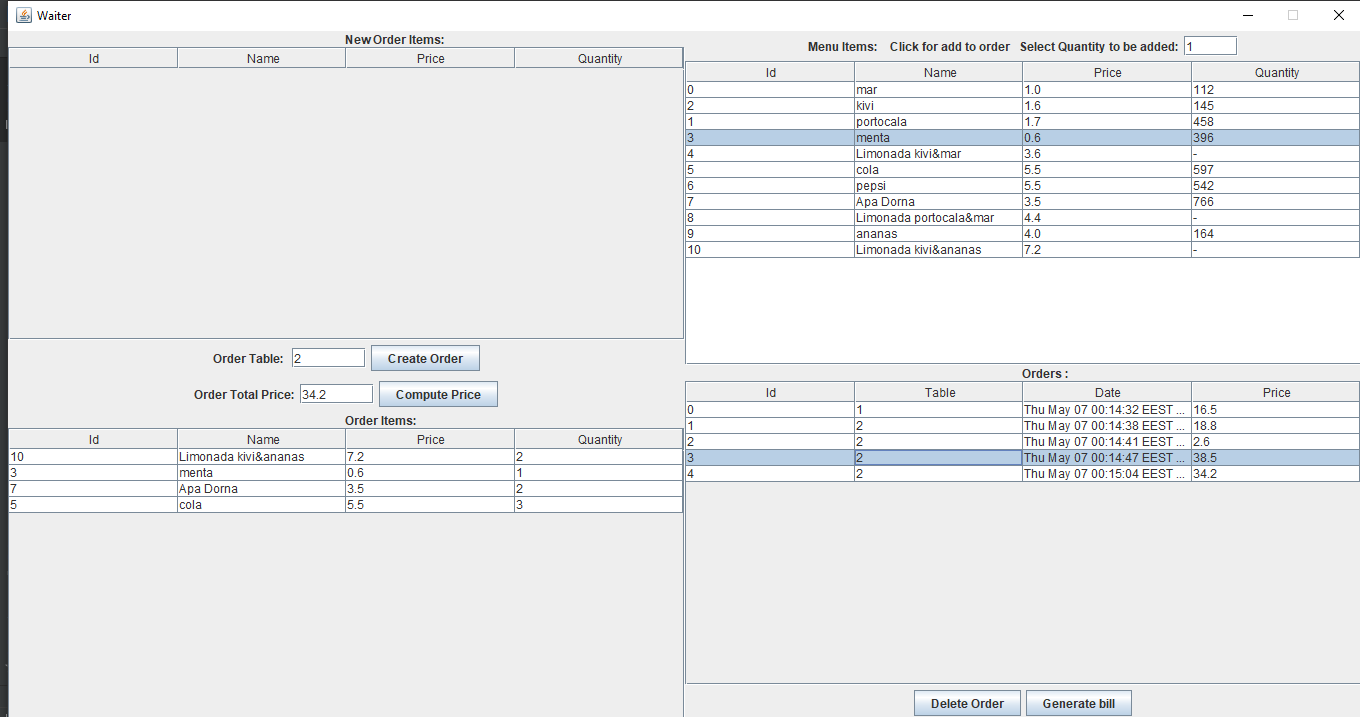 Waiter
New Order Items:
Id Name Price Quantity
Order Table: 2 Create Order
Order Total Price: 34.2 Compute Price
Order Items:
Id Name Price Quantity
10 Limonada kivi&ananas 7.2 2
3 menta 0.6 1
7 Apa Dorna 3.5 2
5 cola 5.5 3
Menu Items: Click for add to order Select Quantity to be added: 1
Id Name Price Quantity
0 mar 1.0 112
2 kivi 1.6 145
1 portocala 1.7 458
3 menta 0.6 396
4 Limonada kivi&mar 3.6 -
5 cola 5.5 597
6 pepsi 5.5 542
7 Apa Dorna 3.5 766
8 Limonada portocala&mar 4.4 -
9 ananas 4.0 164
10 Limonada kivi&ananas 7.2 -
Orders :
Id Table Date Price
0 1 Thu May 07 00:14:32 EEST ... 16.5
1 2 Thu May 07 00:14:38 EEST ... 18.8
2 2 Thu May 07 00:14:41 EEST ... 2.6
3 2 Thu May 07 00:14:47 EEST ... 38.5
4 2 Thu May 07 00:15:04 EEST ... 34.2
Delete Order Generate bill